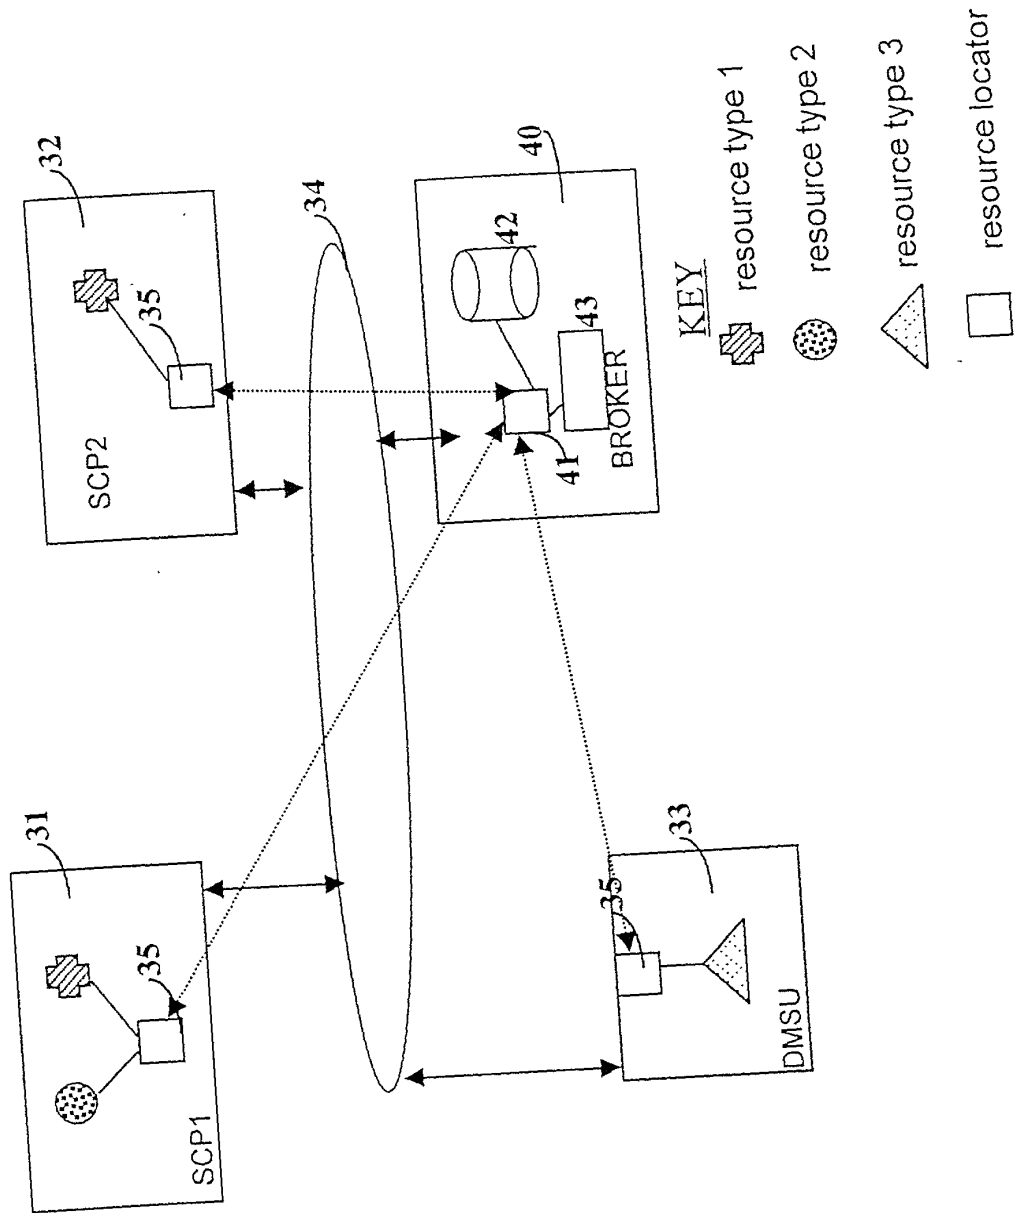 31
35
SCP1
32
35
SCP2
34
33
35
DMSU
40
42
43
41
BROKER
KEY
resource type 1
resource type 2
resource type 3
resource locator